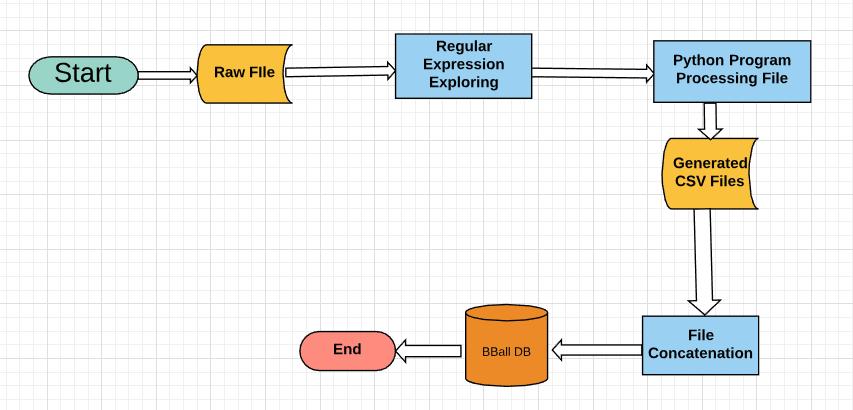 Start
Raw FIle
Regular
Expression
Exploring
Python Program
Processing File
Generated
CSV Files
File
Concatenation
BBall DB
End